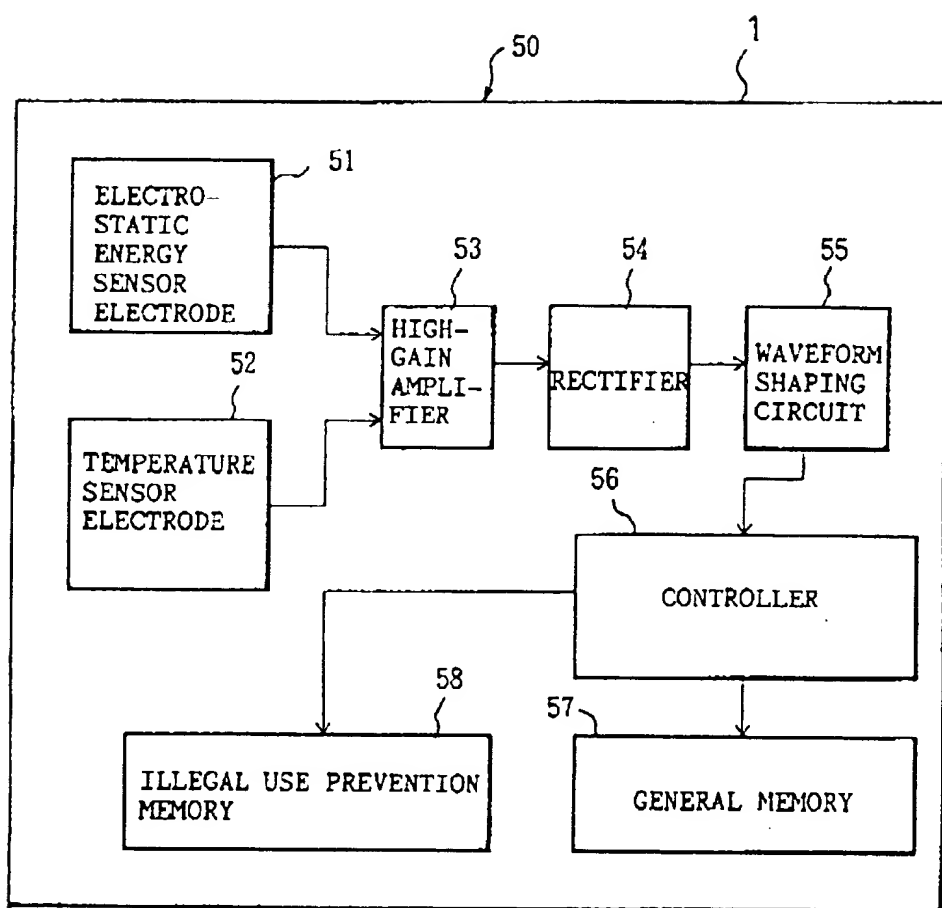 1
50
51
ELECTRO-
STATIC
ENERGY
SENSOR
ELECTRODE
52
TEMPERATURE
SENSOR
ELECTRODE
53
HIGH-
GAIN
AMPLI-
FIER
54
RECTIFIER
55
WAVEFORM
SHAPING
CIRCUIT
56
CONTROLLER
58
ILLEGAL USE PREVENTION
MEMORY
57
GENERAL MEMORY